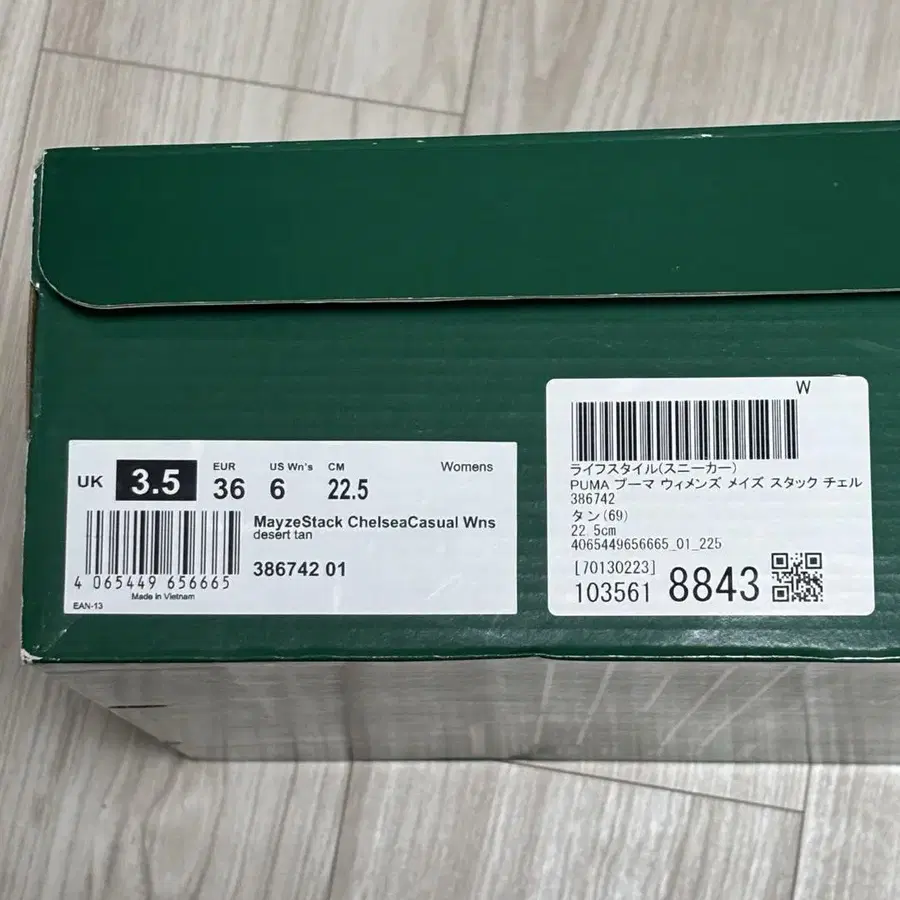 UK 3.5 EUR 36 US Wn's 6 CM 22.5 Womens
MayzeStack ChelseaCasual Wns
desert tan
386742 01
4 065449 656665
Made in Vietnam
EAN-13
W
ライフスタイル(スニーカー)
PUMA プーマ ウィメンズ メイズ スタック チェル
386742
タン(69)
22.5cm
4065449656665_01_225
[70130223]
103561 8843